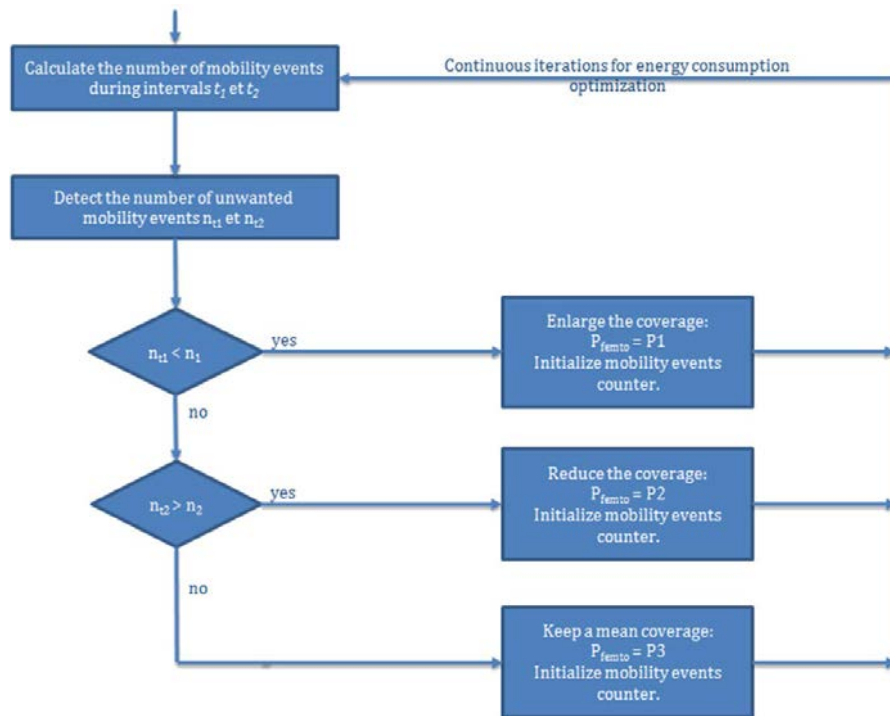 Calculate the number of mobility events
during intervals t₁ et t₂
Continuous iterations for energy consumption
optimization
Detect the number of unwanted
mobility events nₜ₁ et nₜ₂
nₜ₁ < n₁
yes
Enlarge the coverage:
P_femto = P1
Initialize mobility events
counter.
no
nₜ₂ > n₂
yes
Reduce the coverage:
P_femto = P2
Initialize mobility events
counter.
no
Keep a mean coverage:
P_femto = P3
Initialize mobility events
counter.